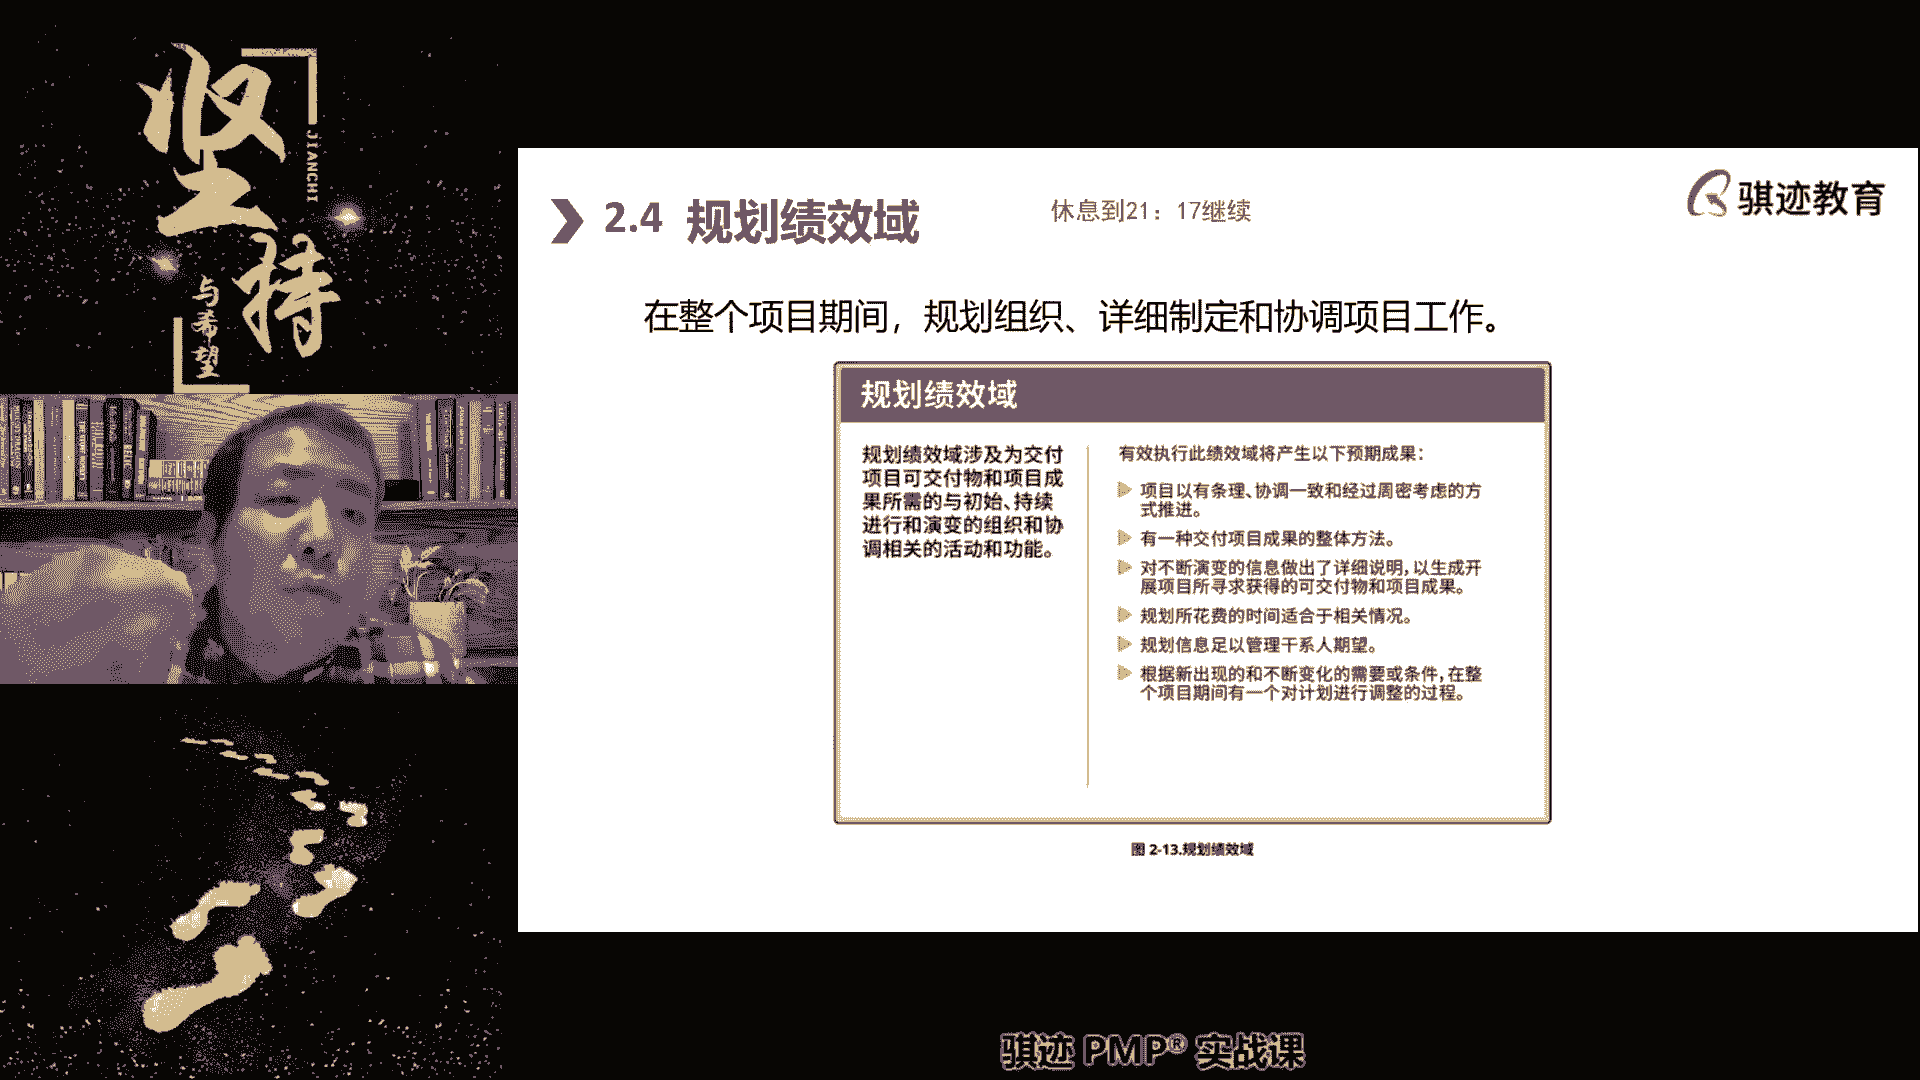 坚持
JIANCHI
与希望
2.4 规划绩效域
休息到21：17继续
骐迹教育
在整个项目期间，规划组织、详细制定和协调项目工作。
规划绩效域
规划绩效域涉及为交付
项目可交付物和项目成
果所需的与初始、持续
进行和演变的组织和协
调相关的活动和功能。
有效执行此绩效域将产生以下预期成果：
项目以有条理、协调一致和经过周密考虑的方
式推进。
有一种交付项目成果的整体方法。
对不断演变的信息做出了详细说明，以生成开
展项目所寻求获得的可交付物和项目成果。
规划所花费的时间适合于相关情况。
规划信息足以管理干系人期望。
根据新出现的和不断变化的需要或条件，在整
个项目期间有一个对计划进行调整的过程。
图 2-13.规划绩效域
骐迹 PMP® 实战课